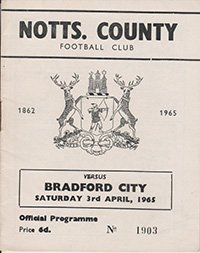 NOTTS. COUNTY
FOOTBALL CLUB
1862 1965
VERSUS
BRADFORD CITY
SATURDAY 3rd APRIL, 1965
Official Programme
Price 6d. Nº 1903